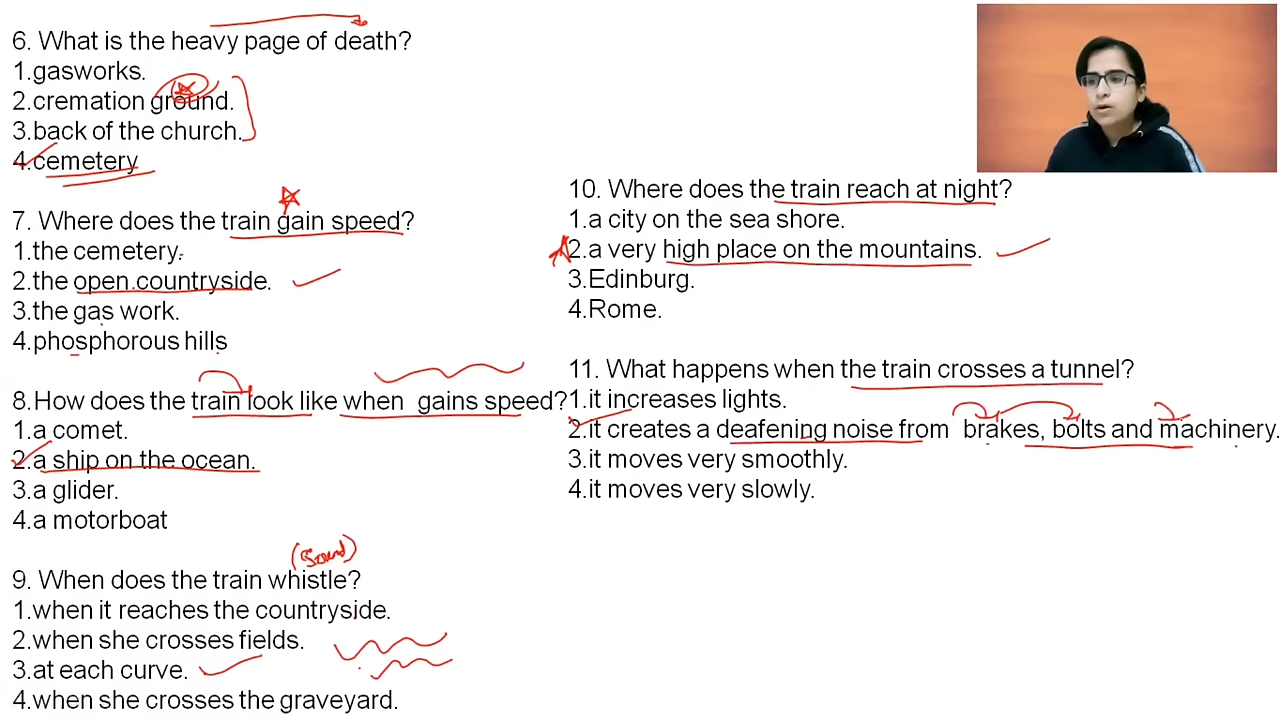 6. What is the heavy page of death?
1.gasworks.
2.cremation ground.
3.back of the church.
4.cemetery
7. Where does the train gain speed?
1.the cemetery.
2.the open countryside.
3.the gas work.
4.phosphorous hills
8.How does the train look like when gains speed?
1.a comet.
2.a ship on the ocean.
3.a glider.
4.a motorboat
(Sound)
9. When does the train whistle?
1.when it reaches the countryside.
2.when she crosses fields.
3.at each curve.
4.when she crosses the graveyard.
10. Where does the train reach at night?
1.a city on the sea shore.
2.a very high place on the mountains.
3.Edinburg.
4.Rome.
11. What happens when the train crosses a tunnel?
1.it increases lights.
2.it creates a deafening noise from brakes, bolts and machinery.
3.it moves very smoothly.
4.it moves very slowly.